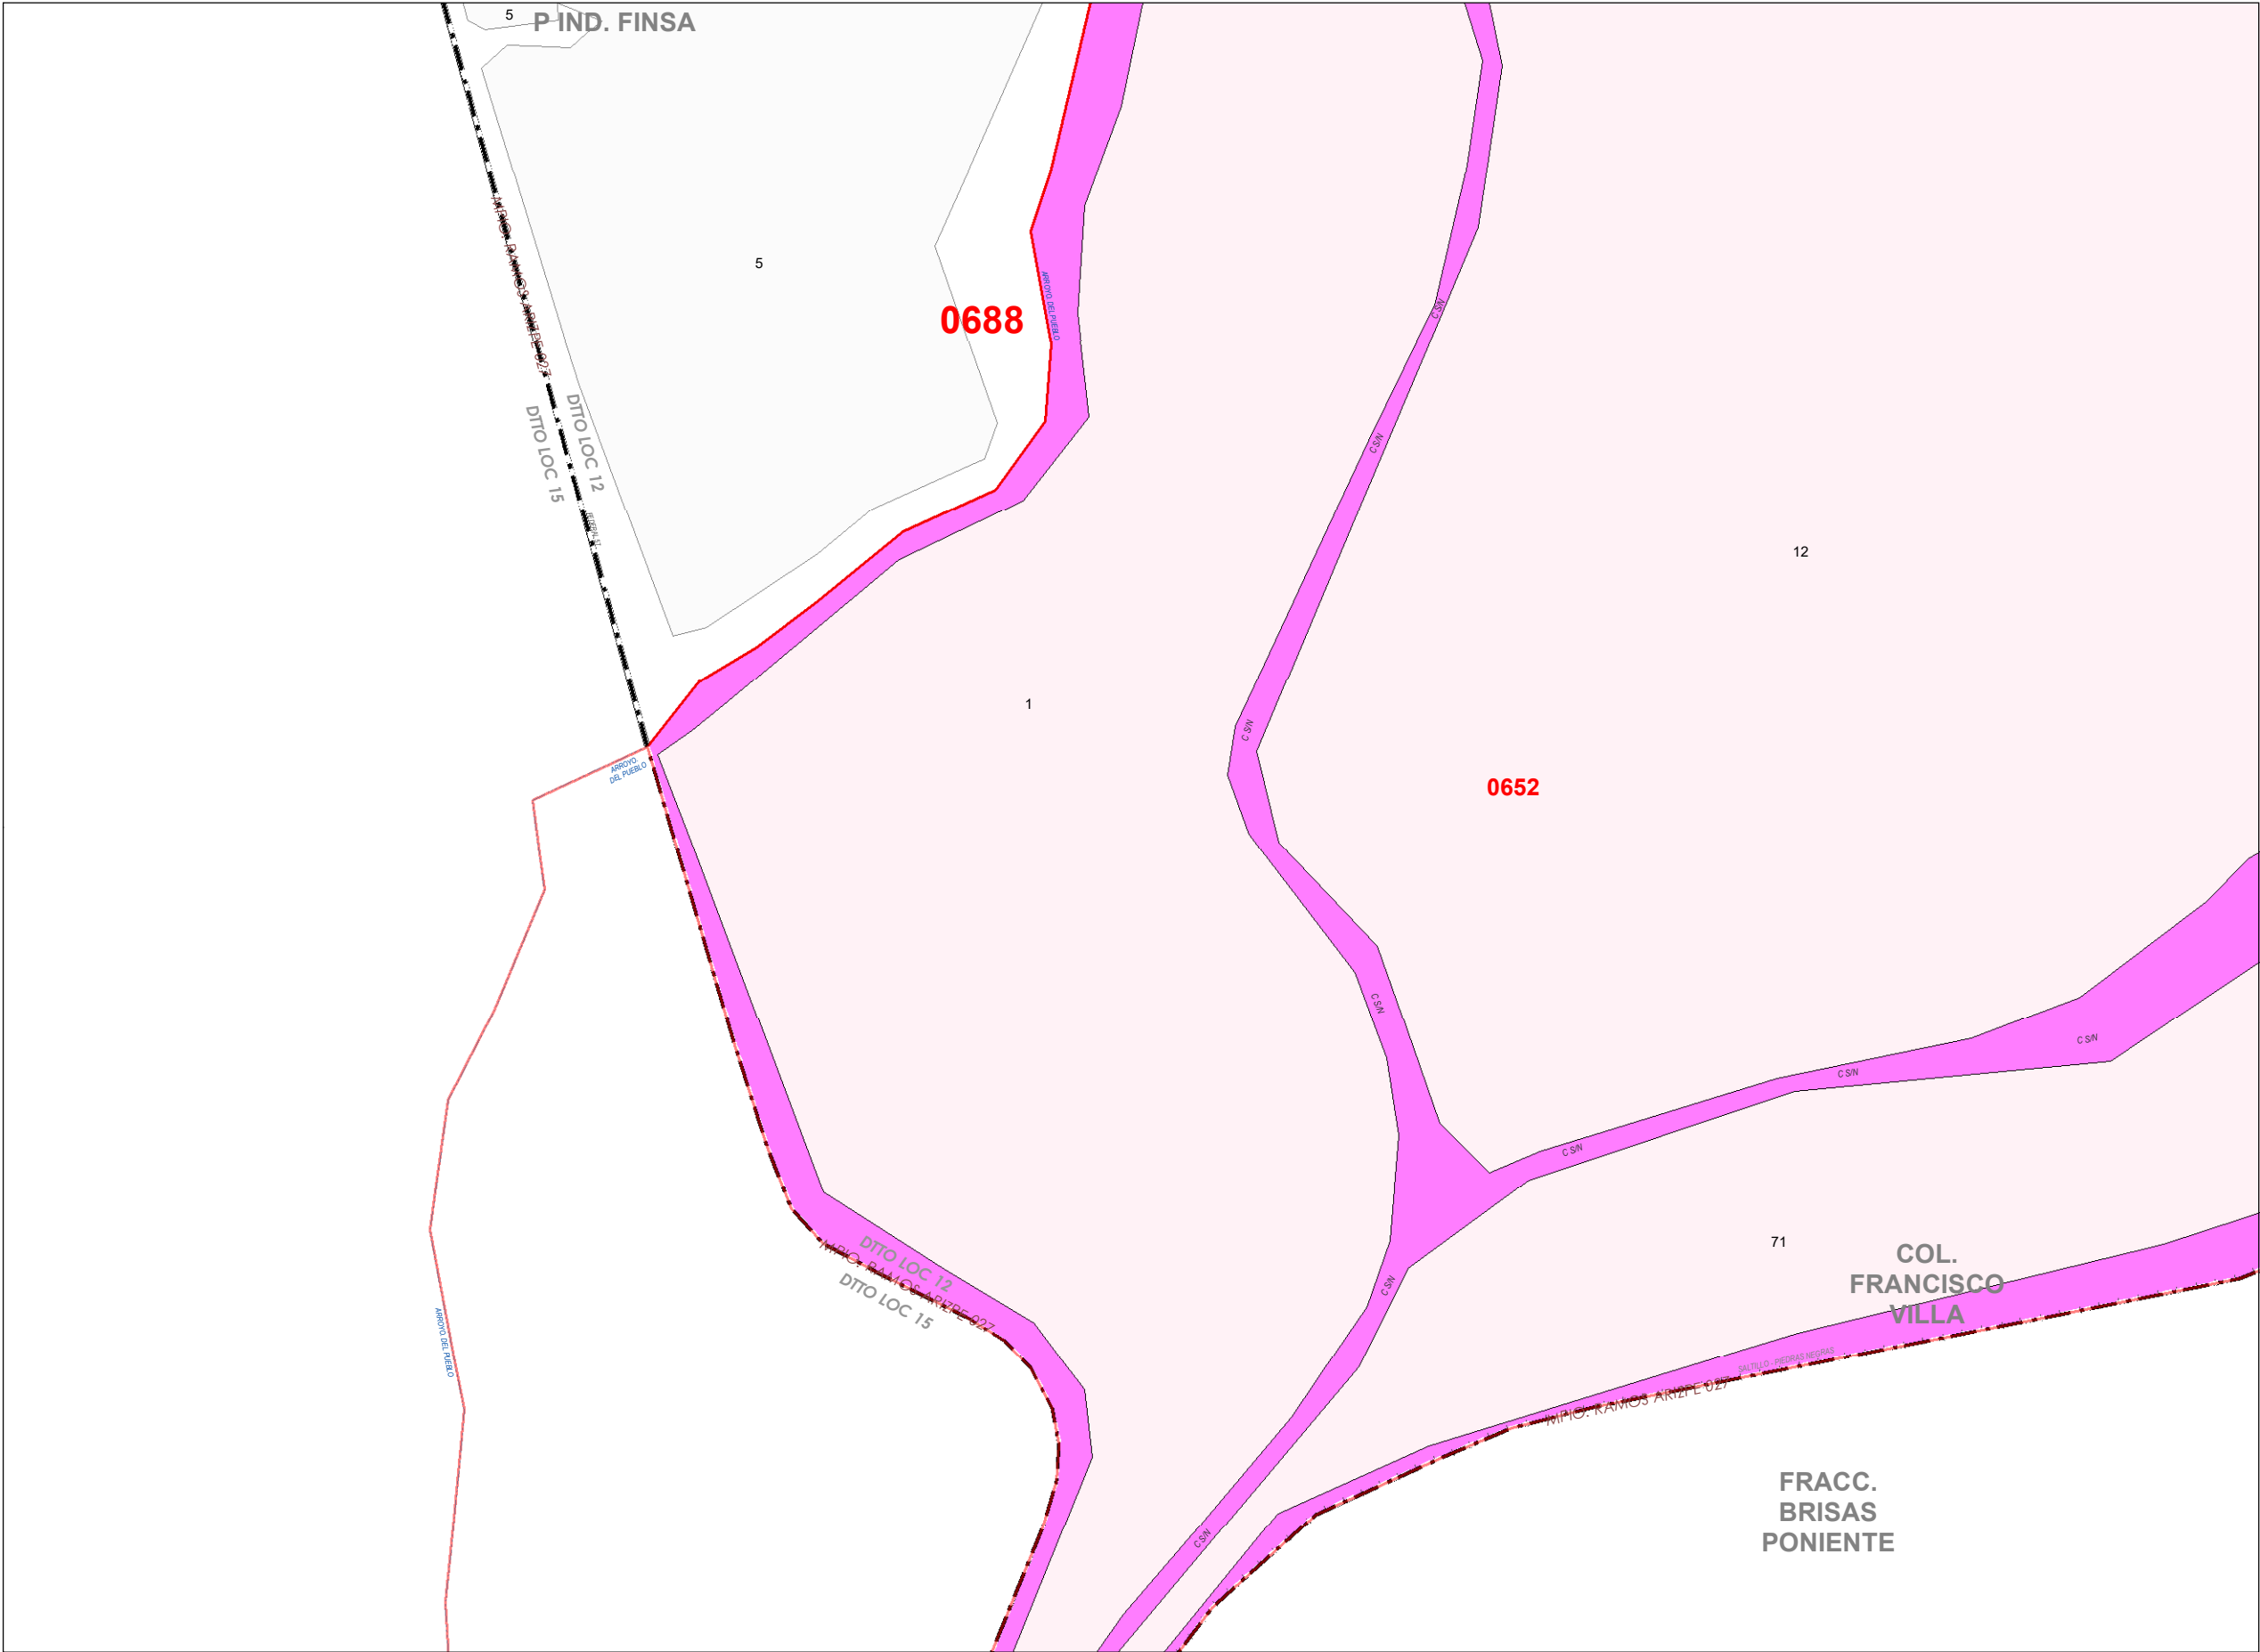 5
P IND. FINSA
MPIO. RAMOS ARIZPE 027
5
ARROYO DEL PUEBLO
0688
C S/N
DTTO LOC 12
DTTO LOC 15
C S/N
12
1
C S/N
ARROYO
DEL PUEBLO
0652
C S/N
C S/N
C S/N
C S/N
71
DTTO LOC 12
MPIO. RAMOS ARIZPE 027
DTTO LOC 15
COL.
FRANCISCO
VILLA
C S/N
ARROYO DEL PUEBLO
SALTILLO - PIEDRAS NEGRAS
MPIO. RAMOS ARIZPE 027
FRACC.
BRISAS
PONIENTE
C S/N